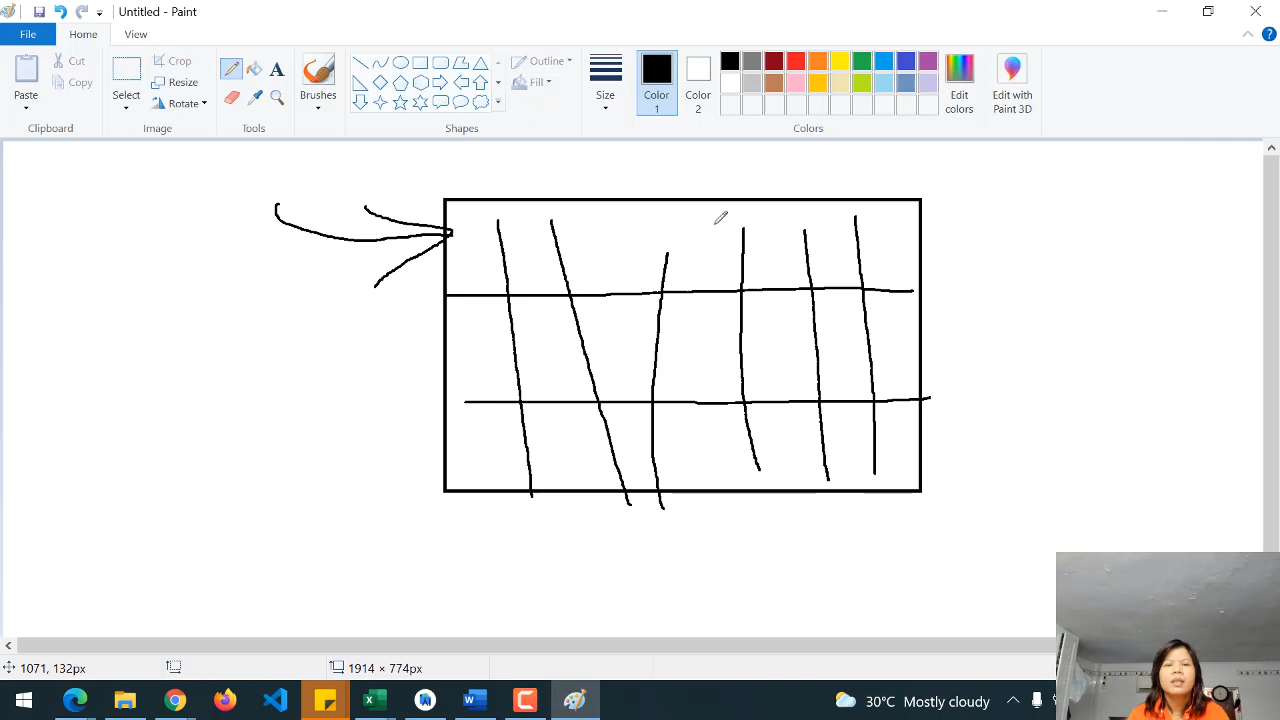 Untitled - Paint
File
Home
View
Paste
Cut
Copy
Clipboard
Select
Crop
Resize
Rotate
Image
Tools
Brushes
Outline
Fill
Shapes
Size
Color 1
Color 2
Edit colors
Colors
Edit with Paint 3D
1071, 132px
1914 × 774px
30°C Mostly cloudy